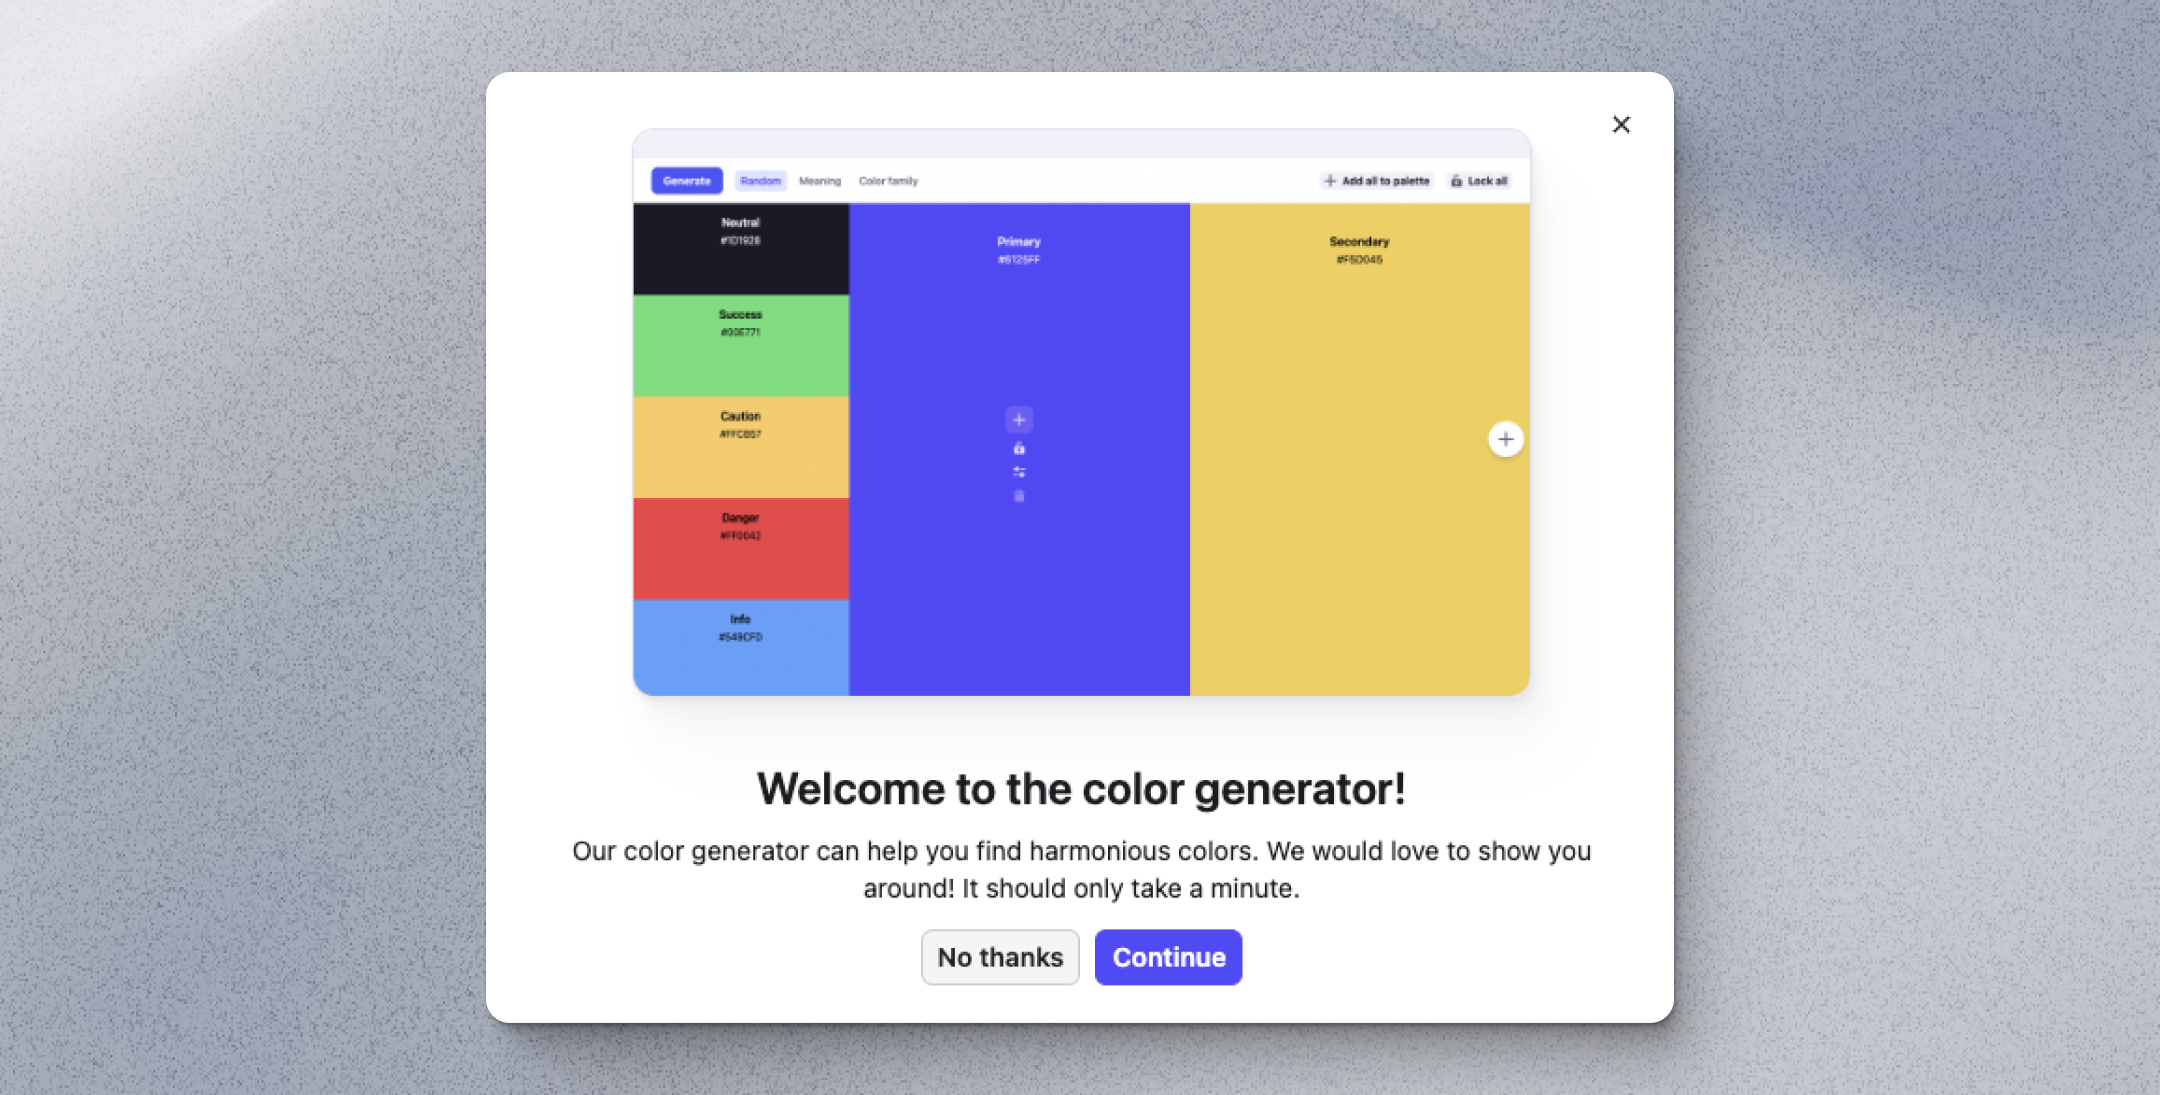 Generate Random Meaning Color family Add all to palette Lock all
Neutral
#1D1928
Primary
#6125FF
Secondary
#F5D045
Success
#00E771
Caution
Danger
#FF0042
Info
#549CFD
Welcome to the color generator!
Our color generator can help you find harmonious colors. We would love to show you
around! It should only take a minute.
No thanks Continue